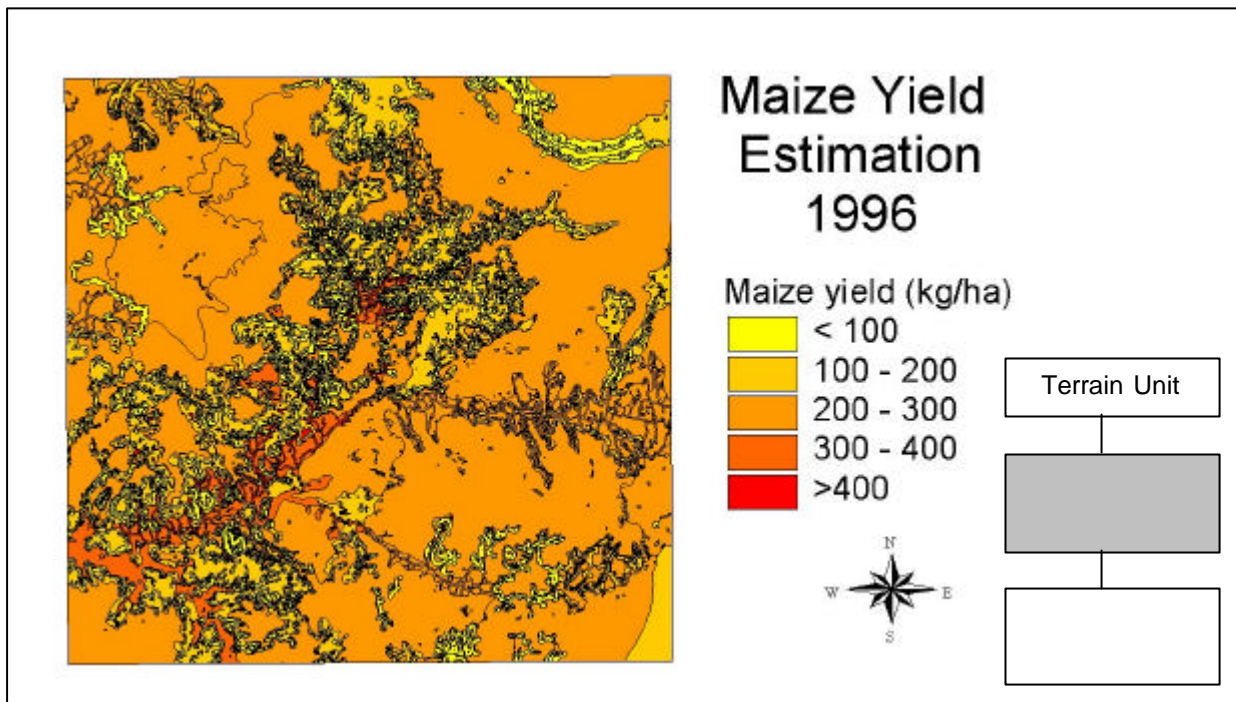 Maize Yield
Estimation
1996
Maize yield (kg/ha)
< 100
100 - 200
200 - 300
300 - 400
>400
Terrain Unit
N
W E
S